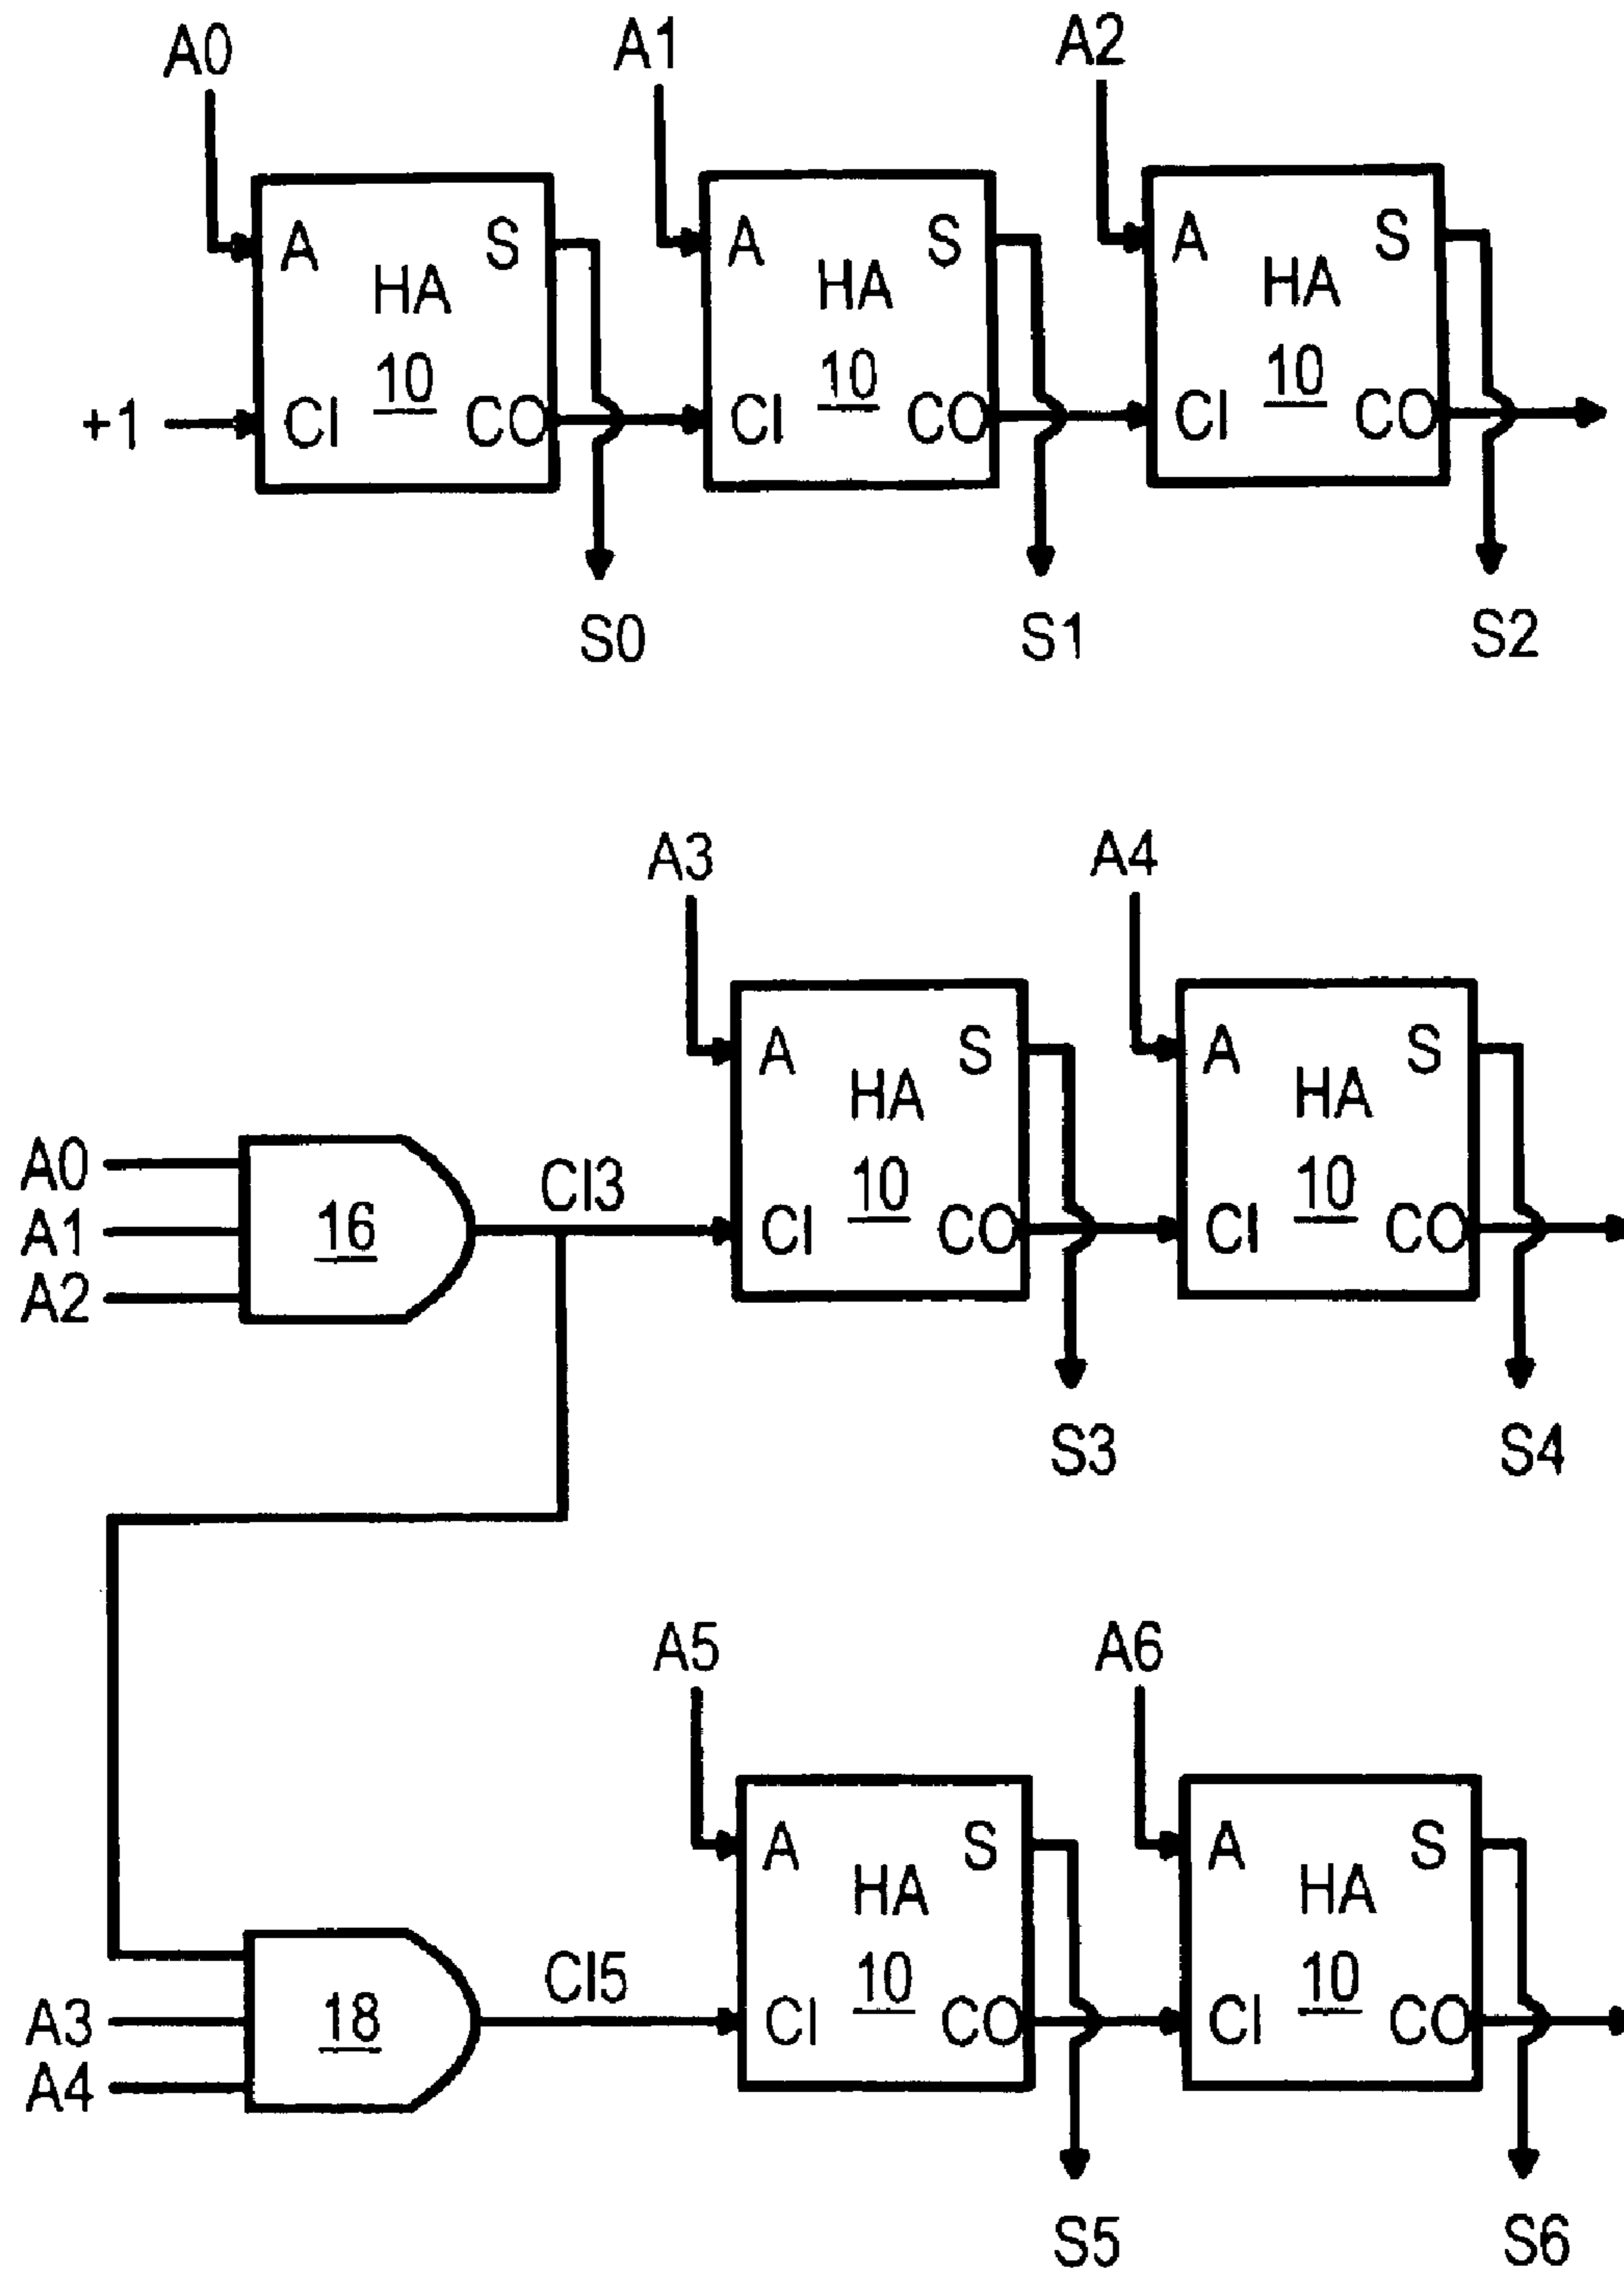 A0 A1 A2
A S A S A S
HA HA HA
10 10 10
+1 CI CO CI CO CI CO
S0 S1 S2
A3 A4
A S A S
HA HA
A0 CI3 10 10
A1 16 CI CO CI CO
A2
S3 S4
A5 A6
A S A S
HA HA
CI5 10 10
A3 18 CI CO CI CO
A4
S5 S6